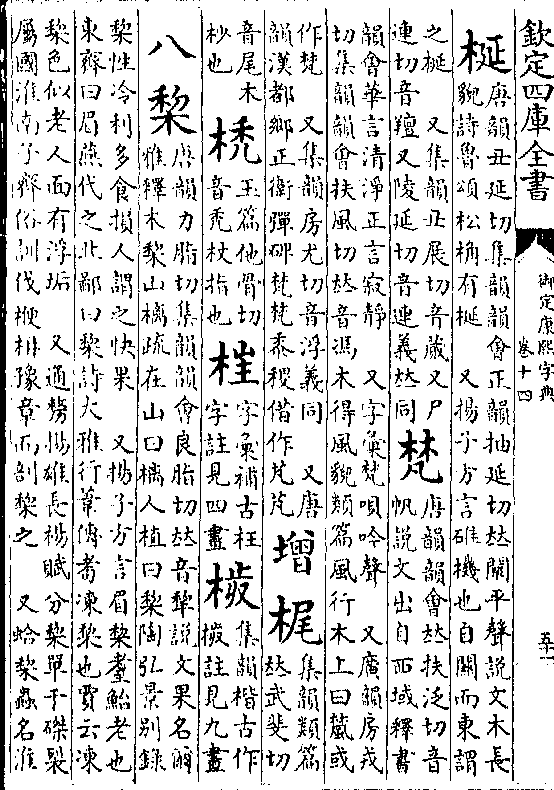 欽定四庫全書
御定康熙字典
卷十四
五十一
梴唐韻丑延切集韻韻會正韻抽延切𠀤闡平聲說文木長
貌詩魯頌松桷有梴 又揚子方言碓機也自關而東謂
之梴 又集韻丑展切音蕆又尸
連切音羶又陵延切音連義𠀤同
梵唐韻韻會𠀤扶泛切音
帆說文出自西域釋書
韻會華言清淨正言寂靜 又字彙梵唄吟聲 又廣韻房戎
切集韻韻會扶風切𠀤音馮木得風貌類篇風行木上曰䒦或
作梵 又集韻房尤切音浮義同 又唐
韻漢都鄉正衡彈碑梵梵黍稷借作芃芃
增梶集韻類篇
𠀤武斐切
音尾木
杪也
梲玉篇他骨切
音禿杖指也
𣏾字彙補古枉
字註見四畫
㭠集韻楷古作
㭠註見九畫
八棃唐韻力脂切集韻韻會良脂切𠀤音犂說文果名爾
雅釋木棃山樆疏在山曰樆人植曰棃陶弘景別錄
棃性冷利多食損人謂之快果 又揚子方言眉棃耋鮐老也
東齊曰眉燕代之北鄙曰棃詩大雅行葦傳耇凍棃也賈云凍
棃色似老人面有浮垢 又通剺揚雄長楊賦分棃單于磔裂
屬國淮南子齊俗訓伐楩枏豫章而剖棃之 又蛤棃蟲名淮